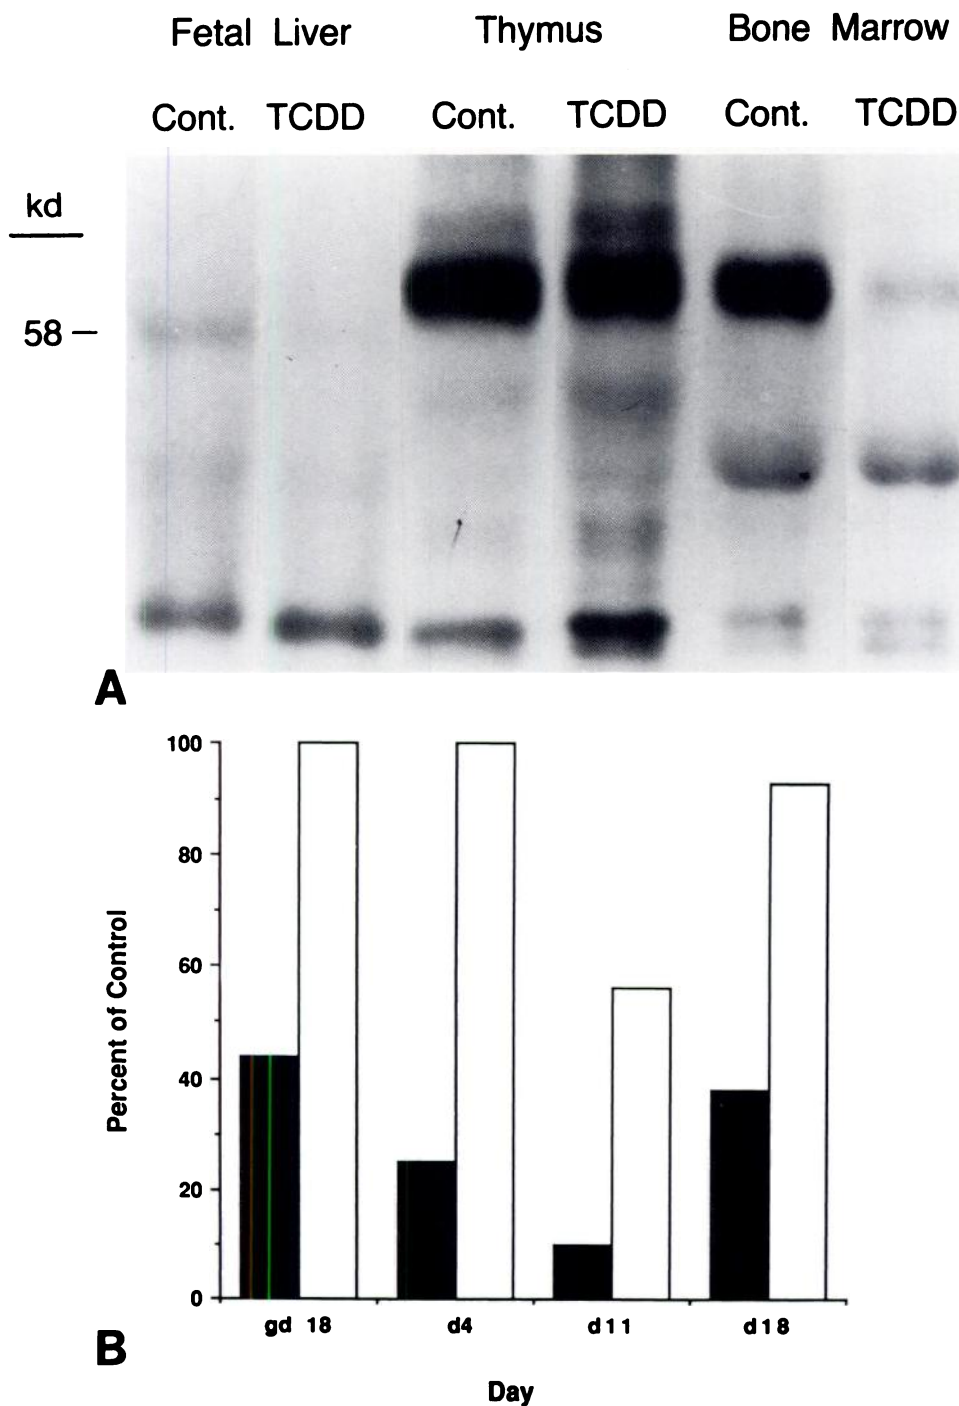 Fetal Liver Thymus Bone Marrow
Cont. TCDD Cont. TCDD Cont. TCDD
kd
58
A
100
80
60
40
20
0
Percent of Control
gd 18 d4 d11 d18
B
Day